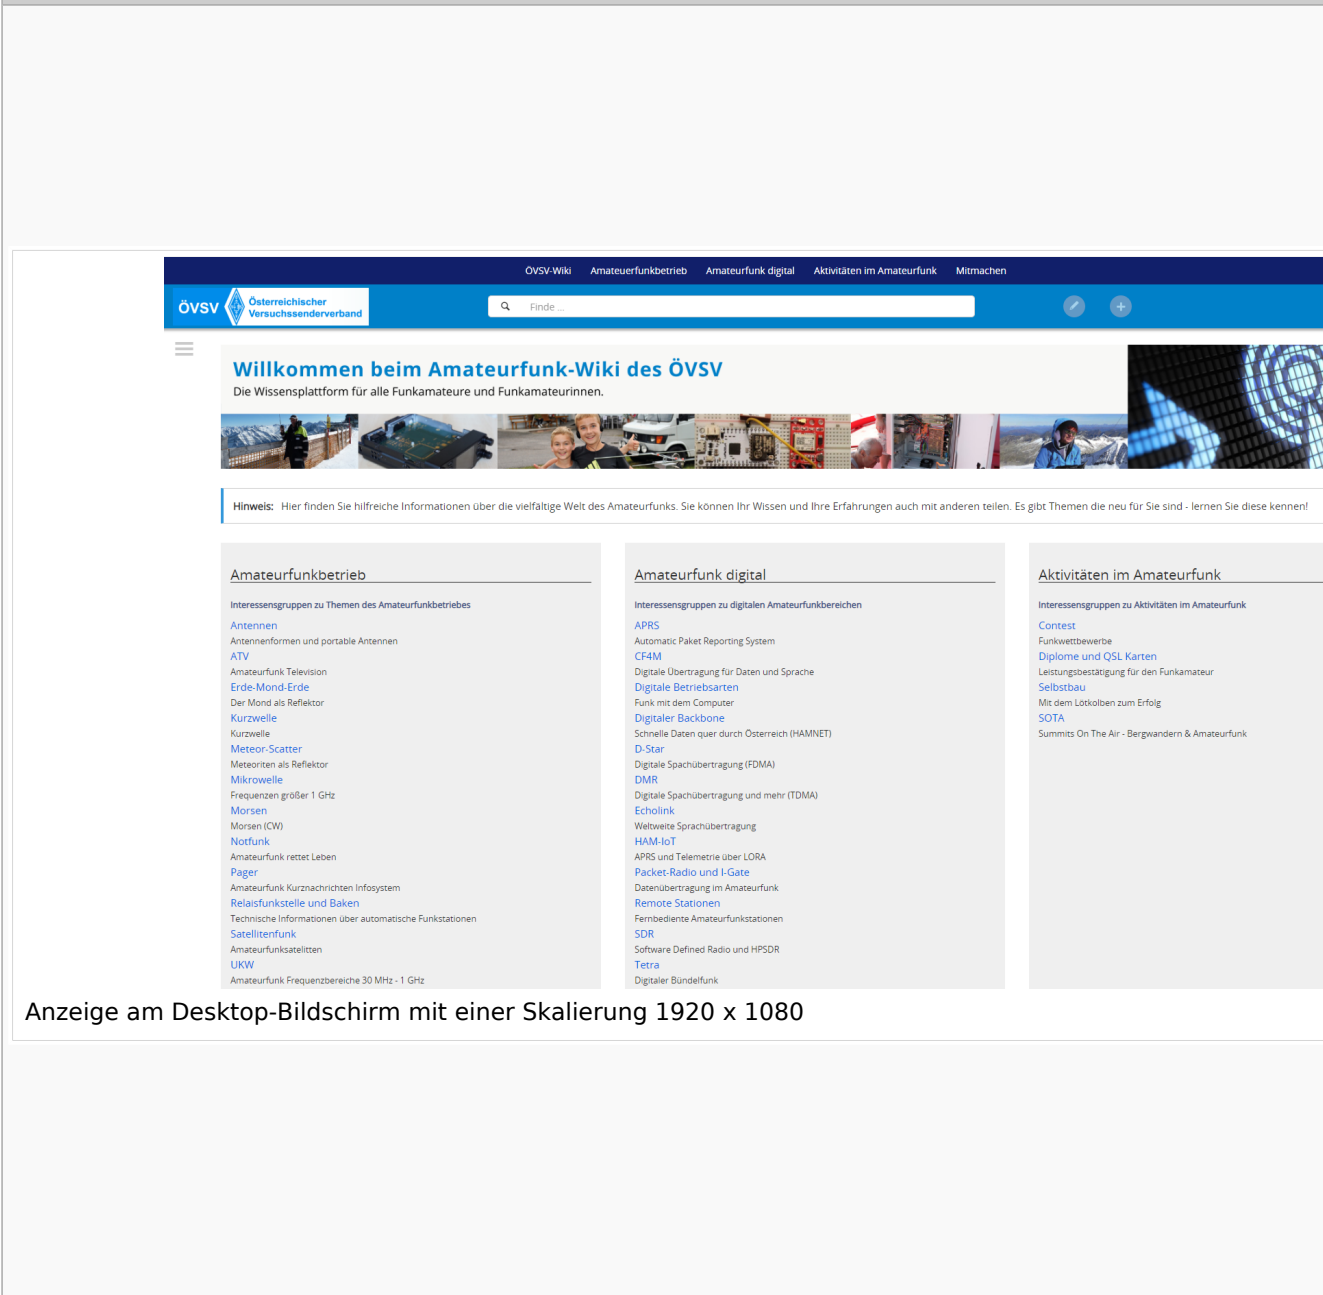 ÖVSV-Wiki Amateuerfunkbetrieb Amateurfunk digital Aktivitäten im Amateurfunk Mitmachen
ÖVSV Österreichischer Versuchssenderverband
Finde ...
Willkommen beim Amateurfunk-Wiki des ÖVSV
Die Wissensplattform für alle Funkamateure und Funkamateurinnen.
Hinweis: Hier finden Sie hilfreiche Informationen über die vielfältige Welt des Amateurfunks. Sie können Ihr Wissen und Ihre Erfahrungen auch mit anderen teilen. Es gibt Themen die neu für Sie sind - lernen Sie diese kennen!
Amateurfunkbetrieb
Interessensgruppen zu Themen des Amateurfunkbetriebes
Antennen
Antennenformen und portable Antennen
ATV
Amateurfunk Television
Erde-Mond-Erde
Der Mond als Reflektor
Kurzwelle
Kurzwelle
Meteor-Scatter
Meteoriten als Reflektor
Mikrowelle
Frequenzen größer 1 GHz
Morsen
Morsen (CW)
Notfunk
Amateurfunk rettet Leben
Pager
Amateurfunk Kurznachrichten Infosystem
Relaisfunkstelle und Baken
Technische Informationen über automatische Funkstationen
Satellitenfunk
Amateurfunksatelitten
UKW
Amateurfunk Frequenzbereiche 30 MHz - 1 GHz
Amateurfunk digital
Interessensgruppen zu digitalen Amateurfunkbereichen
APRS
Automatic Paket Reporting System
CF4M
Digitale Übertragung für Daten und Sprache
Digitale Betriebsarten
Funk mit dem Computer
Digitaler Backbone
Schnelle Daten quer durch Österreich (HAMNET)
D-Star
Digitale Spachübertragung (FDMA)
DMR
Digitale Spachübertragung und mehr (TDMA)
Echolink
Weltweite Sprachübertragung
HAM-IoT
APRS und Telemetrie über LORA
Packet-Radio und I-Gate
Datenübertragung im Amateurfunk
Remote Stationen
Fernbediente Amateurfunkstationen
SDR
Software Defined Radio und HPSDR
Tetra
Digitaler Bündelfunk
Aktivitäten im Amateurfunk
Interessensgruppen zu Aktivitäten im Amateurfunk
Contest
Funkwettbewerbe
Diplome und QSL Karten
Leistungsbestätigung für den Funkamateur
Selbstbau
Mit dem Lötkolben zum Erfolg
SOTA
Summits On The Air - Bergwandern & Amateurfunk
Anzeige am Desktop-Bildschirm mit einer Skalierung 1920 x 1080